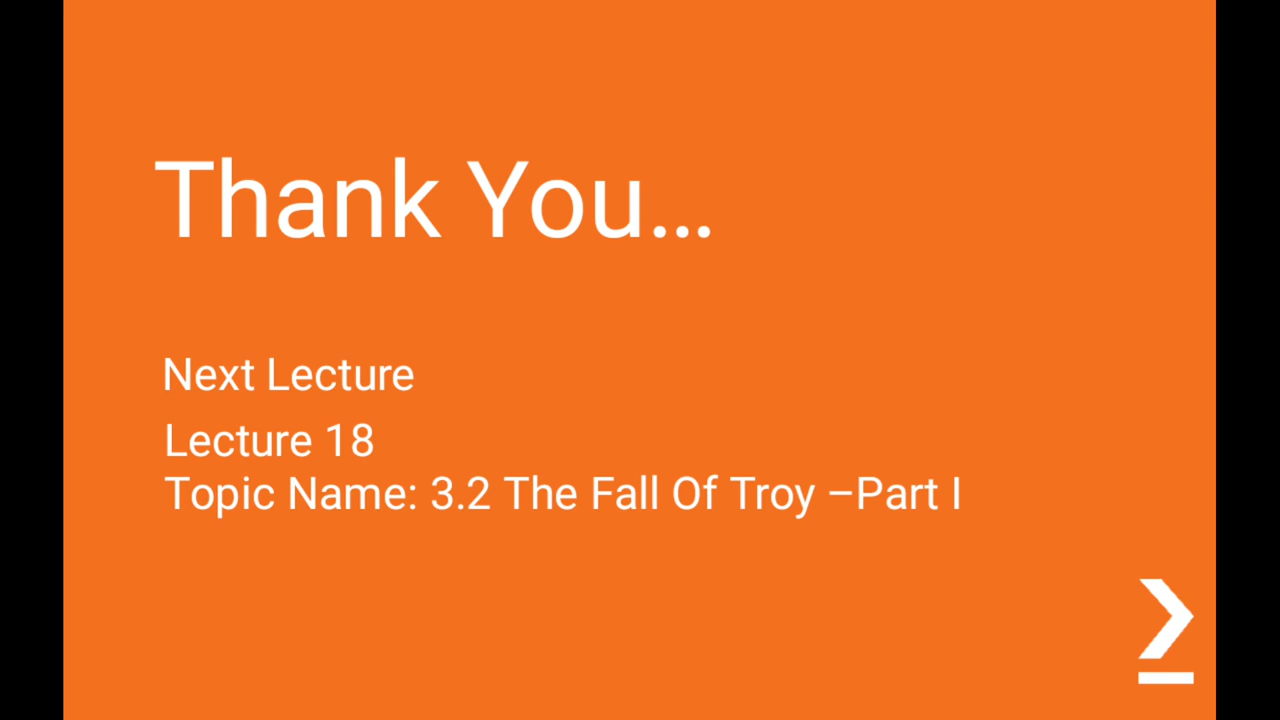 Thank You...
Next Lecture
Lecture 18
Topic Name: 3.2 The Fall Of Troy –Part I